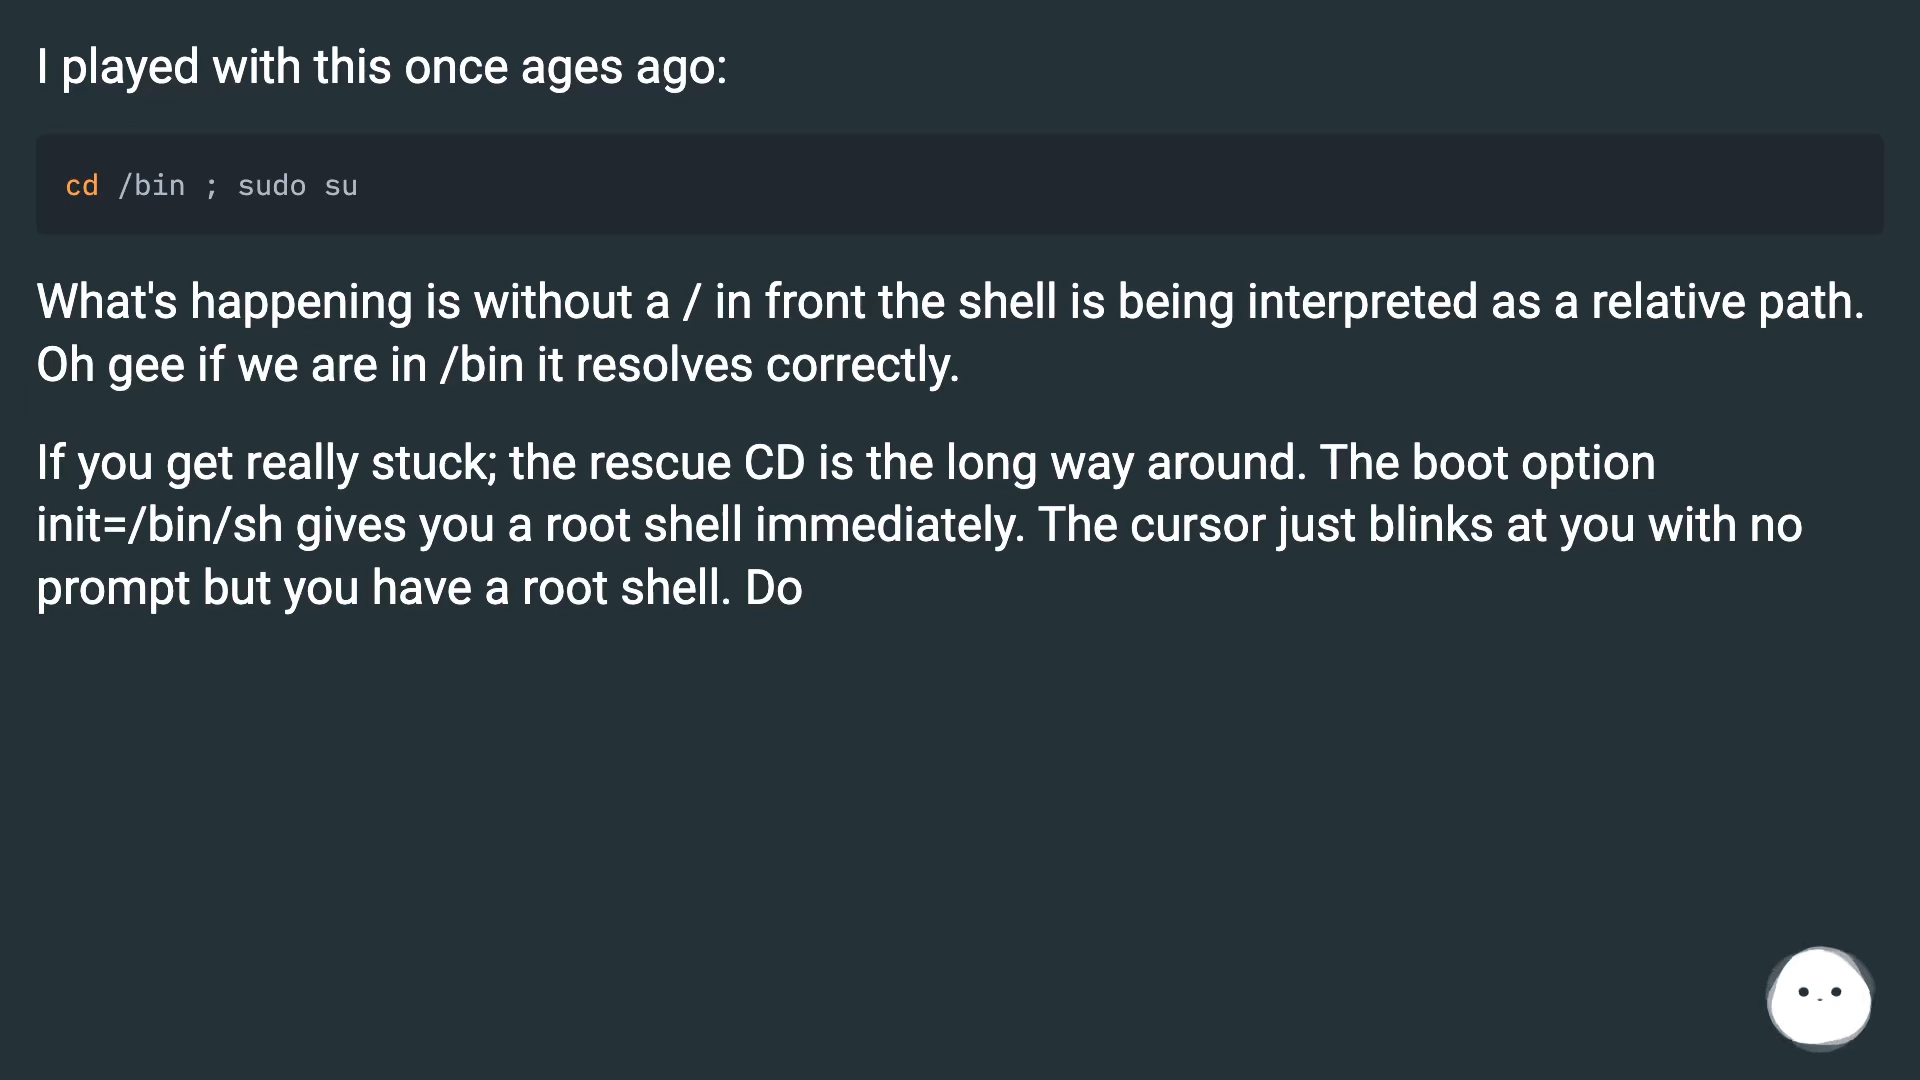 I played with this once ages ago:
cd /bin ; sudo su
What's happening is without a / in front the shell is being interpreted as a relative path.
Oh gee if we are in /bin it resolves correctly.
If you get really stuck; the rescue CD is the long way around. The boot option
init=/bin/sh gives you a root shell immediately. The cursor just blinks at you with no
prompt but you have a root shell. Do